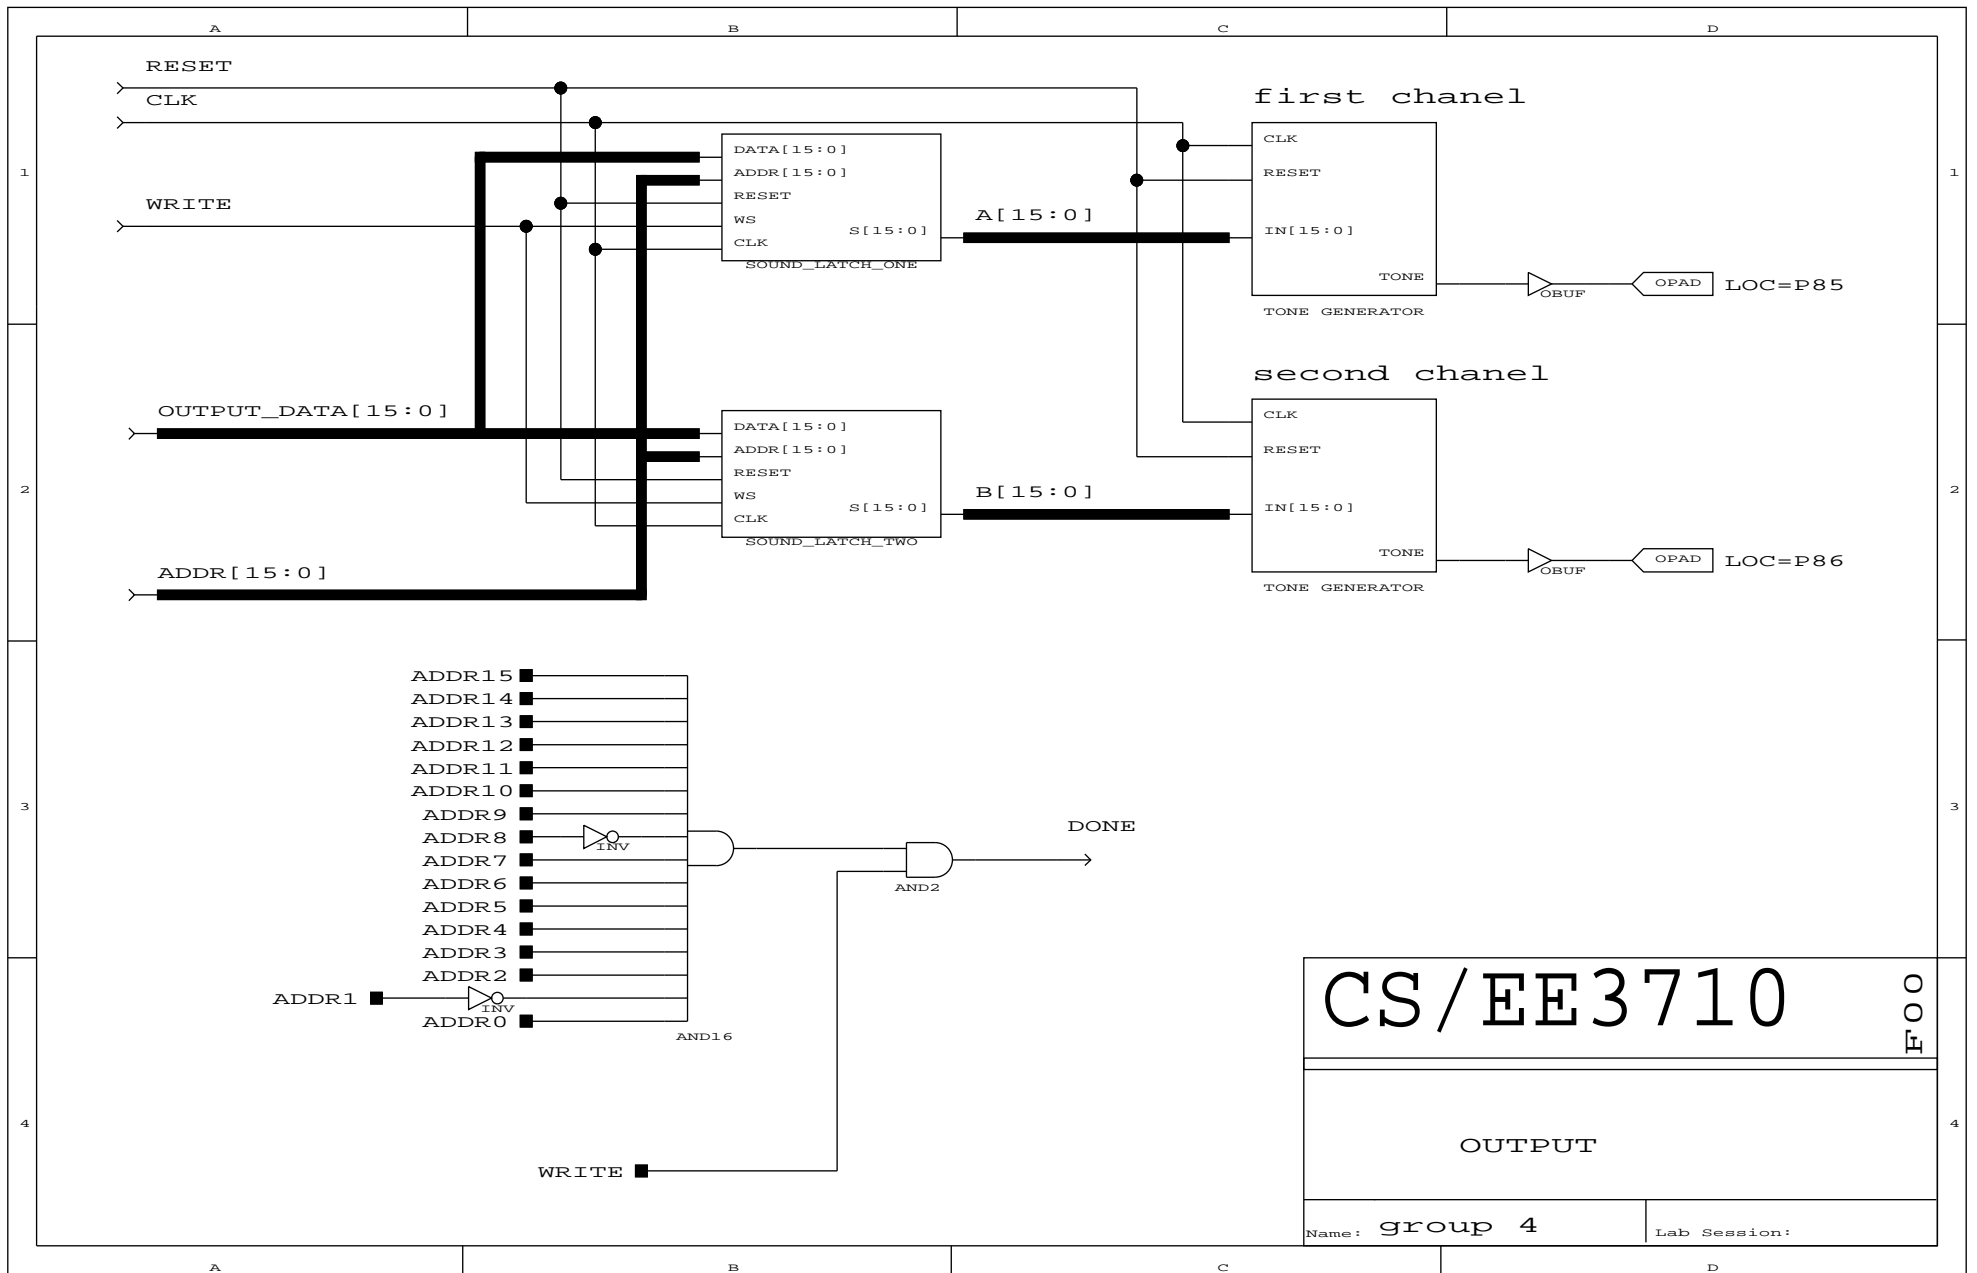 A B C D
RESET
CLK
first chanel
1
WRITE
DATA[15:0]
ADDR[15:0]
RESET
WS
CLK
S[15:0]
SOUND_LATCH_ONE
A[15:0]
CLK
RESET
IN[15:0]
TONE
TONE GENERATOR
OBUF
OPAD
LOC=P85
1
second chanel
OUTPUT_DATA[15:0]
2
DATA[15:0]
ADDR[15:0]
RESET
WS
CLK
S[15:0]
SOUND_LATCH_TWO
B[15:0]
CLK
RESET
IN[15:0]
TONE
TONE GENERATOR
OBUF
OPAD
LOC=P86
2
ADDR[15:0]
ADDR15
ADDR14
ADDR13
ADDR12
ADDR11
ADDR10
ADDR9
ADDR8
INV
ADDR7
ADDR6
ADDR5
ADDR4
ADDR3
ADDR2
ADDR1
INV
ADDR0
AND16
3
DONE
AND2
3
WRITE
4
CS/EE3710
FOO
OUTPUT
4
Name: group 4
Lab Session:
A B C D